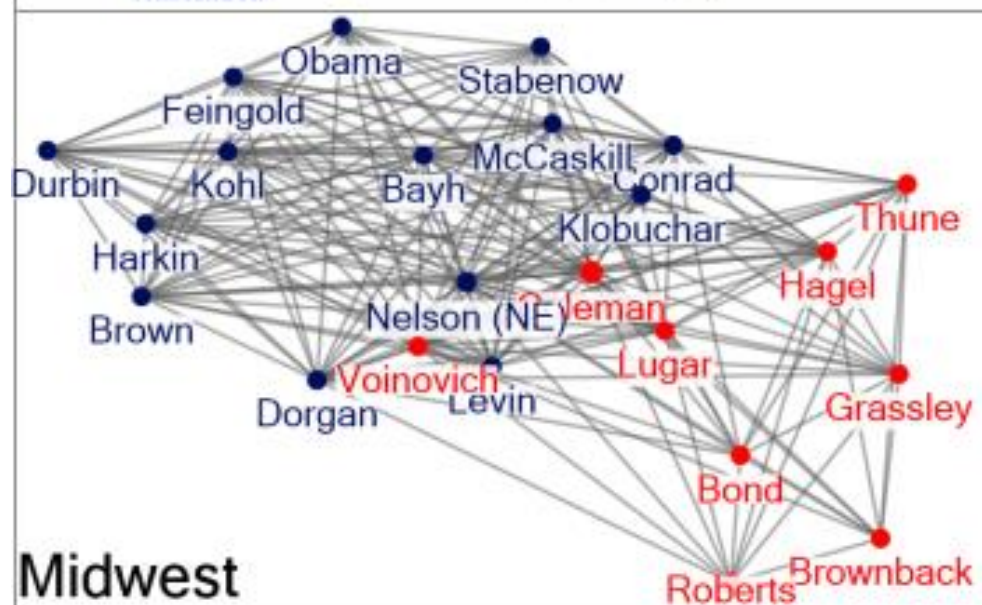 Obama
Stabenow
Feingold
McCaskill
Durbin
Kohl
Bayh
Conrad
Thune
Klobuchar
Harkin
Hagel
Nelson (NE)
Coleman
Brown
Lugar
Voinovich
Levin
Dorgan
Grassley
Bond
Brownback
Roberts
Midwest